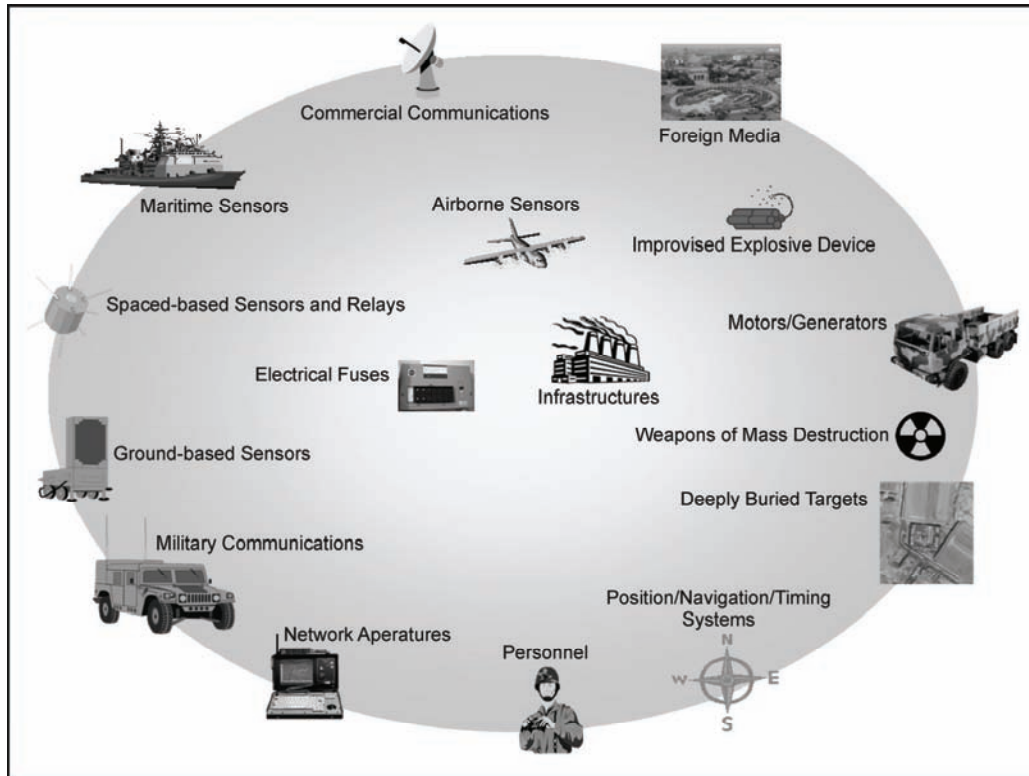 Commercial Communications
Foreign Media
Maritime Sensors
Airborne Sensors
Improvised Explosive Device
Spaced-based Sensors and Relays
Motors/Generators
Electrical Fuses
Infrastructures
Weapons of Mass Destruction
Ground-based Sensors
Deeply Buried Targets
Military Communications
Position/Navigation/Timing
Systems
Network Aperatures
Personnel
N
W E
S